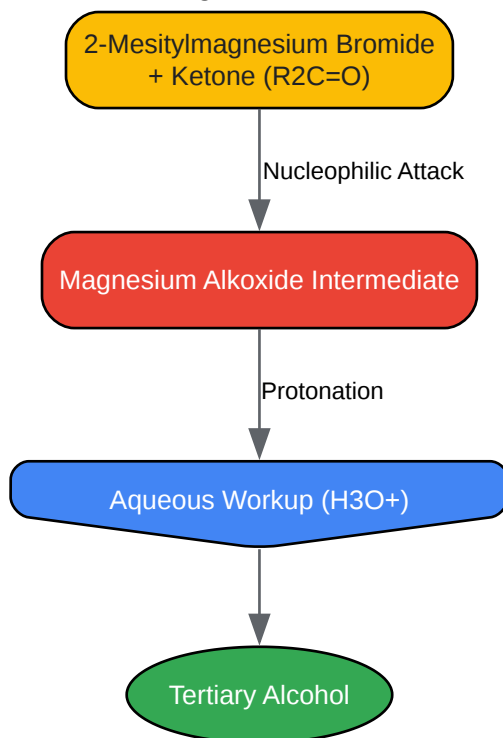 2-Mesitylmagnesium Bromide
+ Ketone (R2C=O)
Nucleophilic Attack
Magnesium Alkoxide Intermediate
Protonation
Aqueous Workup (H3O+)
Tertiary Alcohol